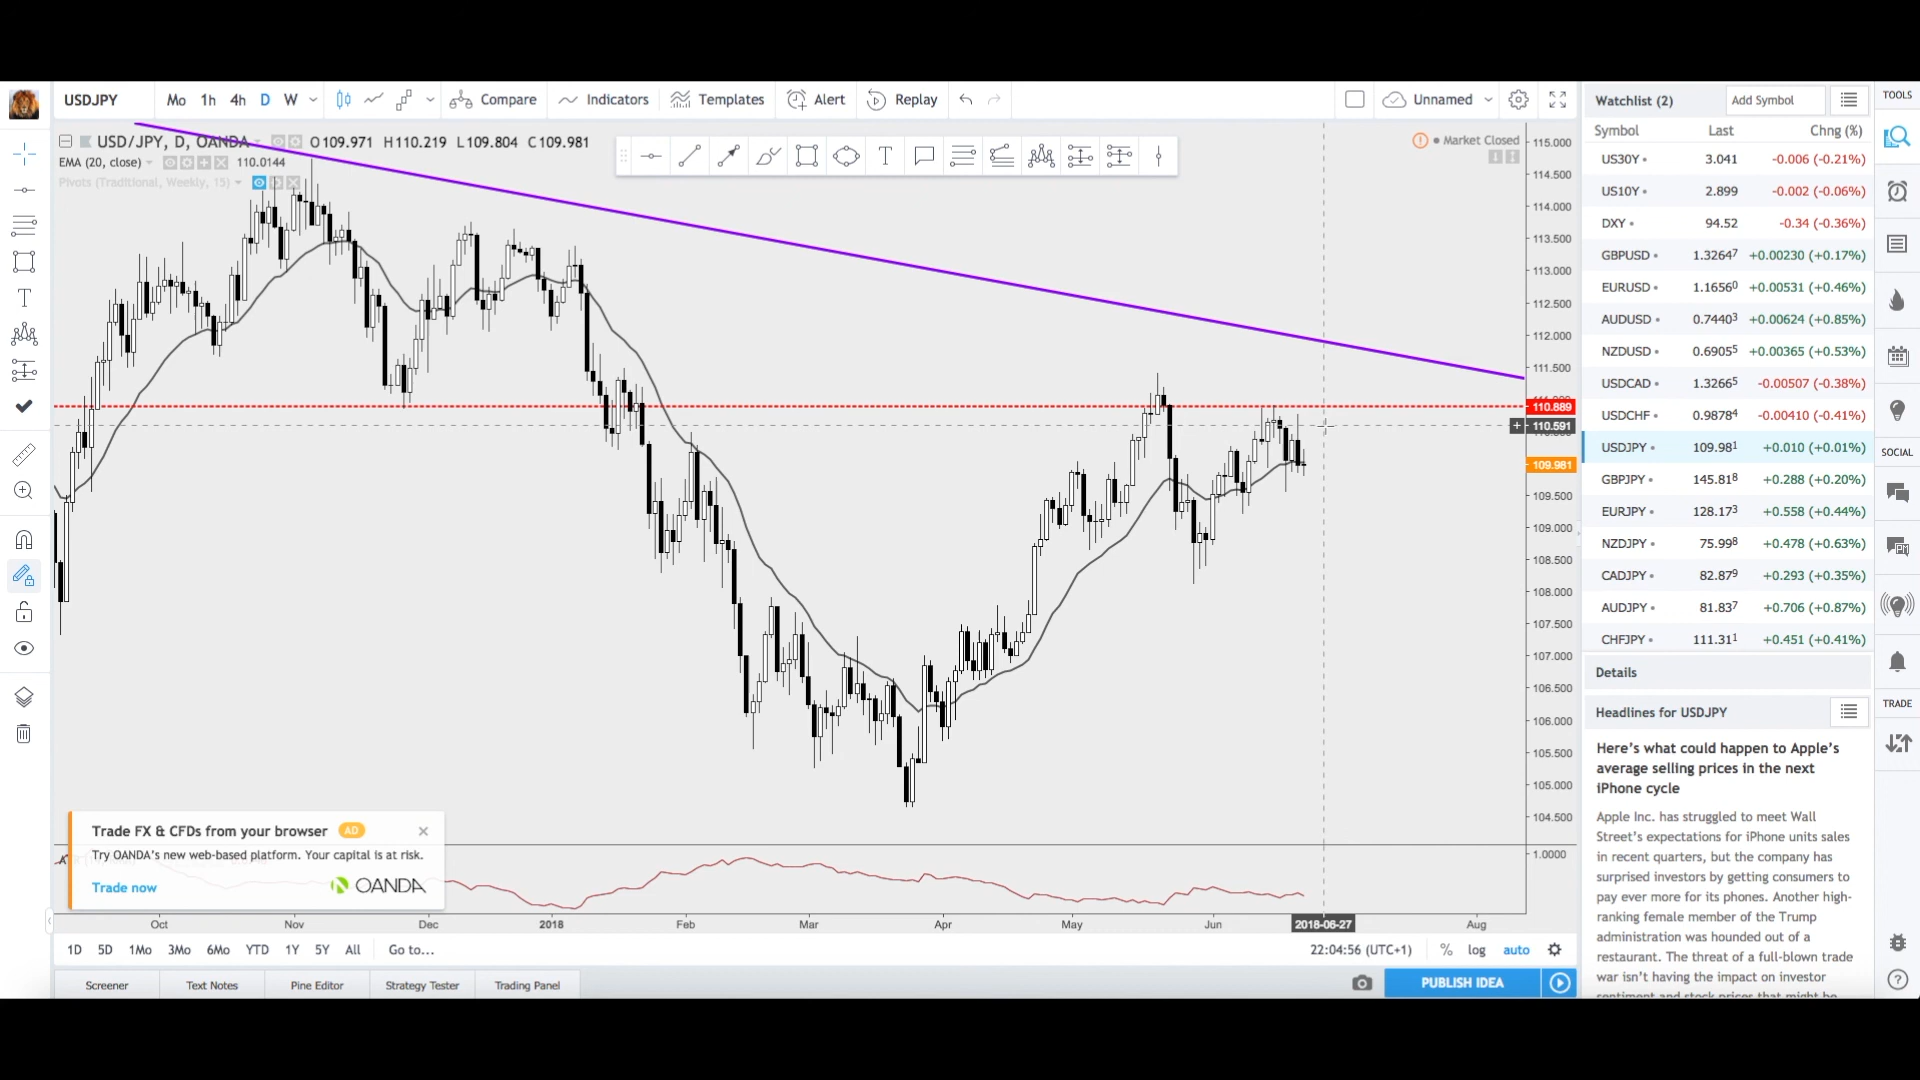 USDJPY
Mo 1h 4h D W
Compare
Indicators
Templates
Alert
Replay
Unnamed
USD/JPY, D, OANDA O109.971 H110.219 L109.804 C109.981
EMA (20, close) 110.0144
Pivots (Traditional, Weekly, 15)
Market Closed
115.000
114.500
114.000
113.500
113.000
112.500
112.000
111.500
110.889
110.591
109.981
109.500
109.000
108.500
108.000
107.500
107.000
106.500
106.000
105.500
105.000
104.500
1.0000
Trade FX & CFDs from your browser AD
Try OANDA's new web-based platform. Your capital is at risk.
Trade now OANDA
Oct Nov Dec 2018 Feb Mar Apr May Jun 2018-06-27 Aug
1D 5D 1Mo 3Mo 6Mo YTD 1Y 5Y All Go to...
22:04:56 (UTC+1) % log auto
Screener Text Notes Pine Editor Strategy Tester Trading Panel
PUBLISH IDEA
Watchlist (2) Add Symbol
Symbol Last Chng (%)
US30Y 3.041 -0.006 (-0.21%)
US10Y 2.899 -0.002 (-0.06%)
DXY 94.52 -0.34 (-0.36%)
GBPUSD 1.32647 +0.00230 (+0.17%)
EURUSD 1.16560 +0.00531 (+0.46%)
AUDUSD 0.74403 +0.00624 (+0.85%)
NZDUSD 0.69055 +0.00365 (+0.53%)
USDCAD 1.32665 -0.00507 (-0.38%)
USDCHF 0.98784 -0.00410 (-0.41%)
USDJPY 109.981 +0.010 (+0.01%)
GBPJPY 145.818 +0.288 (+0.20%)
EURJPY 128.173 +0.558 (+0.44%)
NZDJPY 75.998 +0.478 (+0.63%)
CADJPY 82.879 +0.293 (+0.35%)
AUDJPY 81.837 +0.706 (+0.87%)
CHFJPY 111.311 +0.451 (+0.41%)
Details
Headlines for USDJPY
Here's what could happen to Apple's
average selling prices in the next
iPhone cycle
Apple Inc. has struggled to meet Wall
Street's expectations for iPhone units sales
in recent quarters, but the company has
surprised investors by getting consumers to
pay ever more for its phones. Another high-
ranking female member of the Trump
administration was hounded out of a
restaurant. The threat of a full-blown trade
war isn't having the impact on investor
sentiment and stock prices that might be
TOOLS
SOCIAL
TRADE